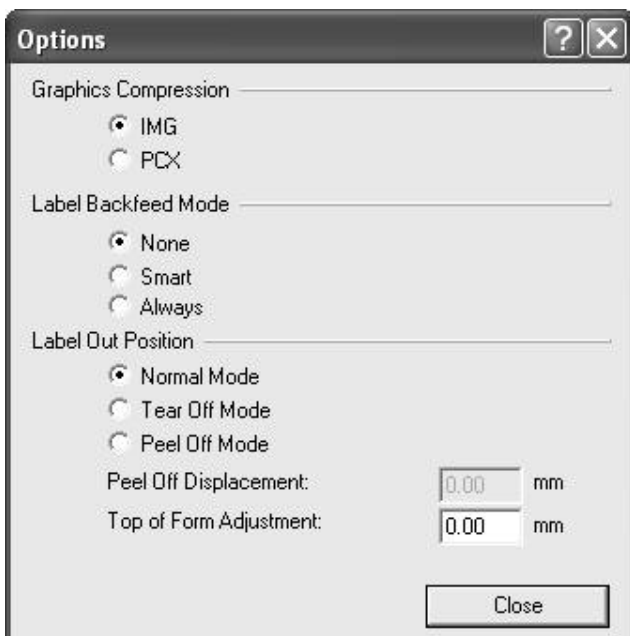 Options
Graphics Compression
IMG
PCX
Label Backfeed Mode
None
Smart
Always
Label Out Position
Normal Mode
Tear Off Mode
Peel Off Mode
Peel Off Displacement: 0.00 mm
Top of Form Adjustment: 0.00 mm
Close